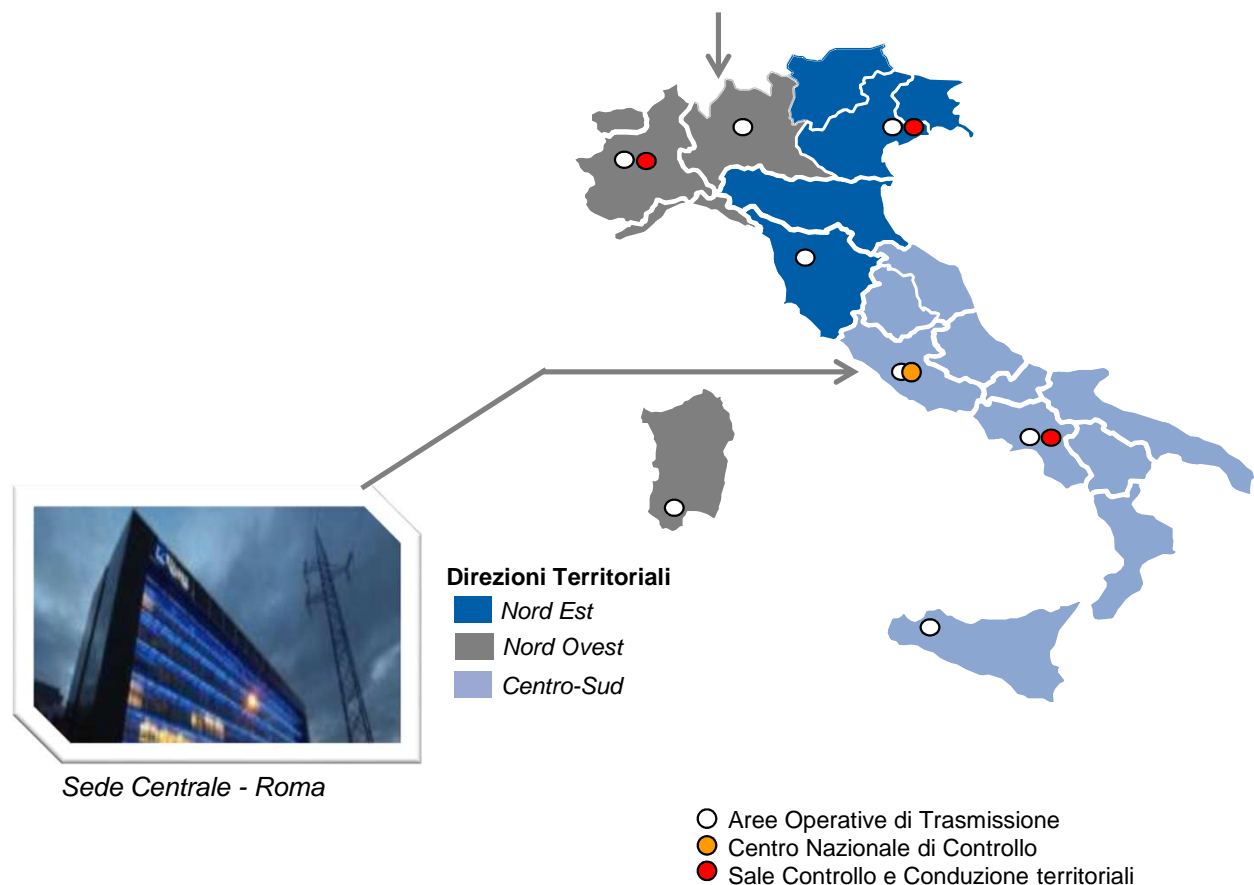 Direzioni Territoriali
Nord Est
Nord Ovest
Centro-Sud
Sede Centrale - Roma
Aree Operative di Trasmissione
Centro Nazionale di Controllo
Sale Controllo e Conduzione territoriali